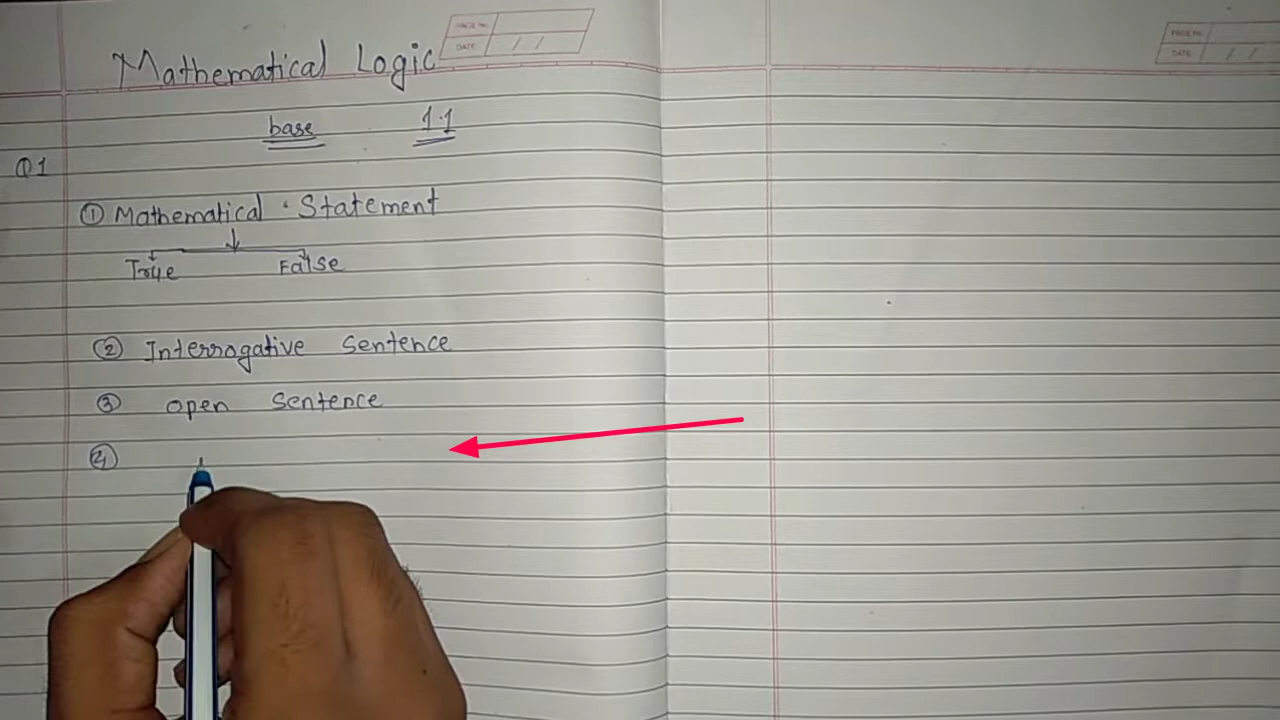 PAGE No.
DATE / /
PAGE No.
DATE / /
Mathematical Logic
base 1.1
Q1
① Mathematical Statement
True False
② Interrogative Sentence
③ open Sentence
④